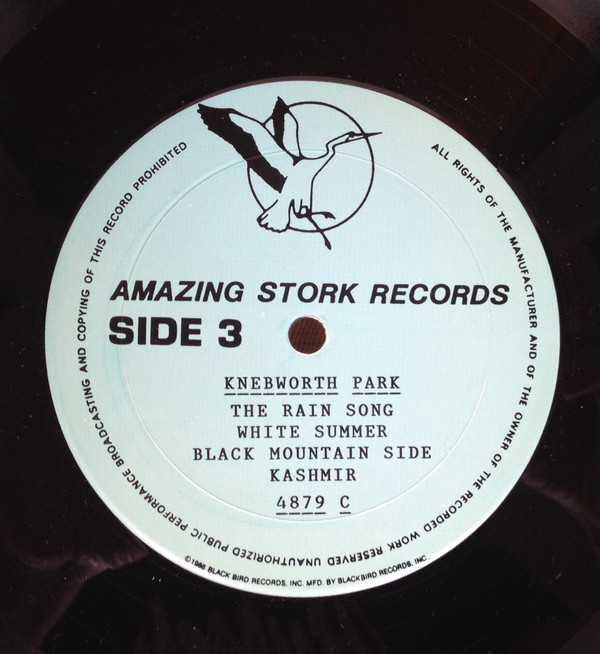 AMAZING STORK RECORDS
SIDE 3
KNEBWORTH PARK
THE RAIN SONG
WHITE SUMMER
BLACK MOUNTAIN SIDE
KASHMIR
4879 C
ALL RIGHTS OF THE MANUFACTURER AND OF THE OWNER OF THE RECORDED WORK RESERVED UNAUTHORIZED PUBLIC PERFORMANCE BROADCASTING AND COPYING OF THIS RECORD PROHIBITED
©1986 BLACK BIRD RECORDS, INC. MFD. BY BLACKBIRD RECORDS, INC.